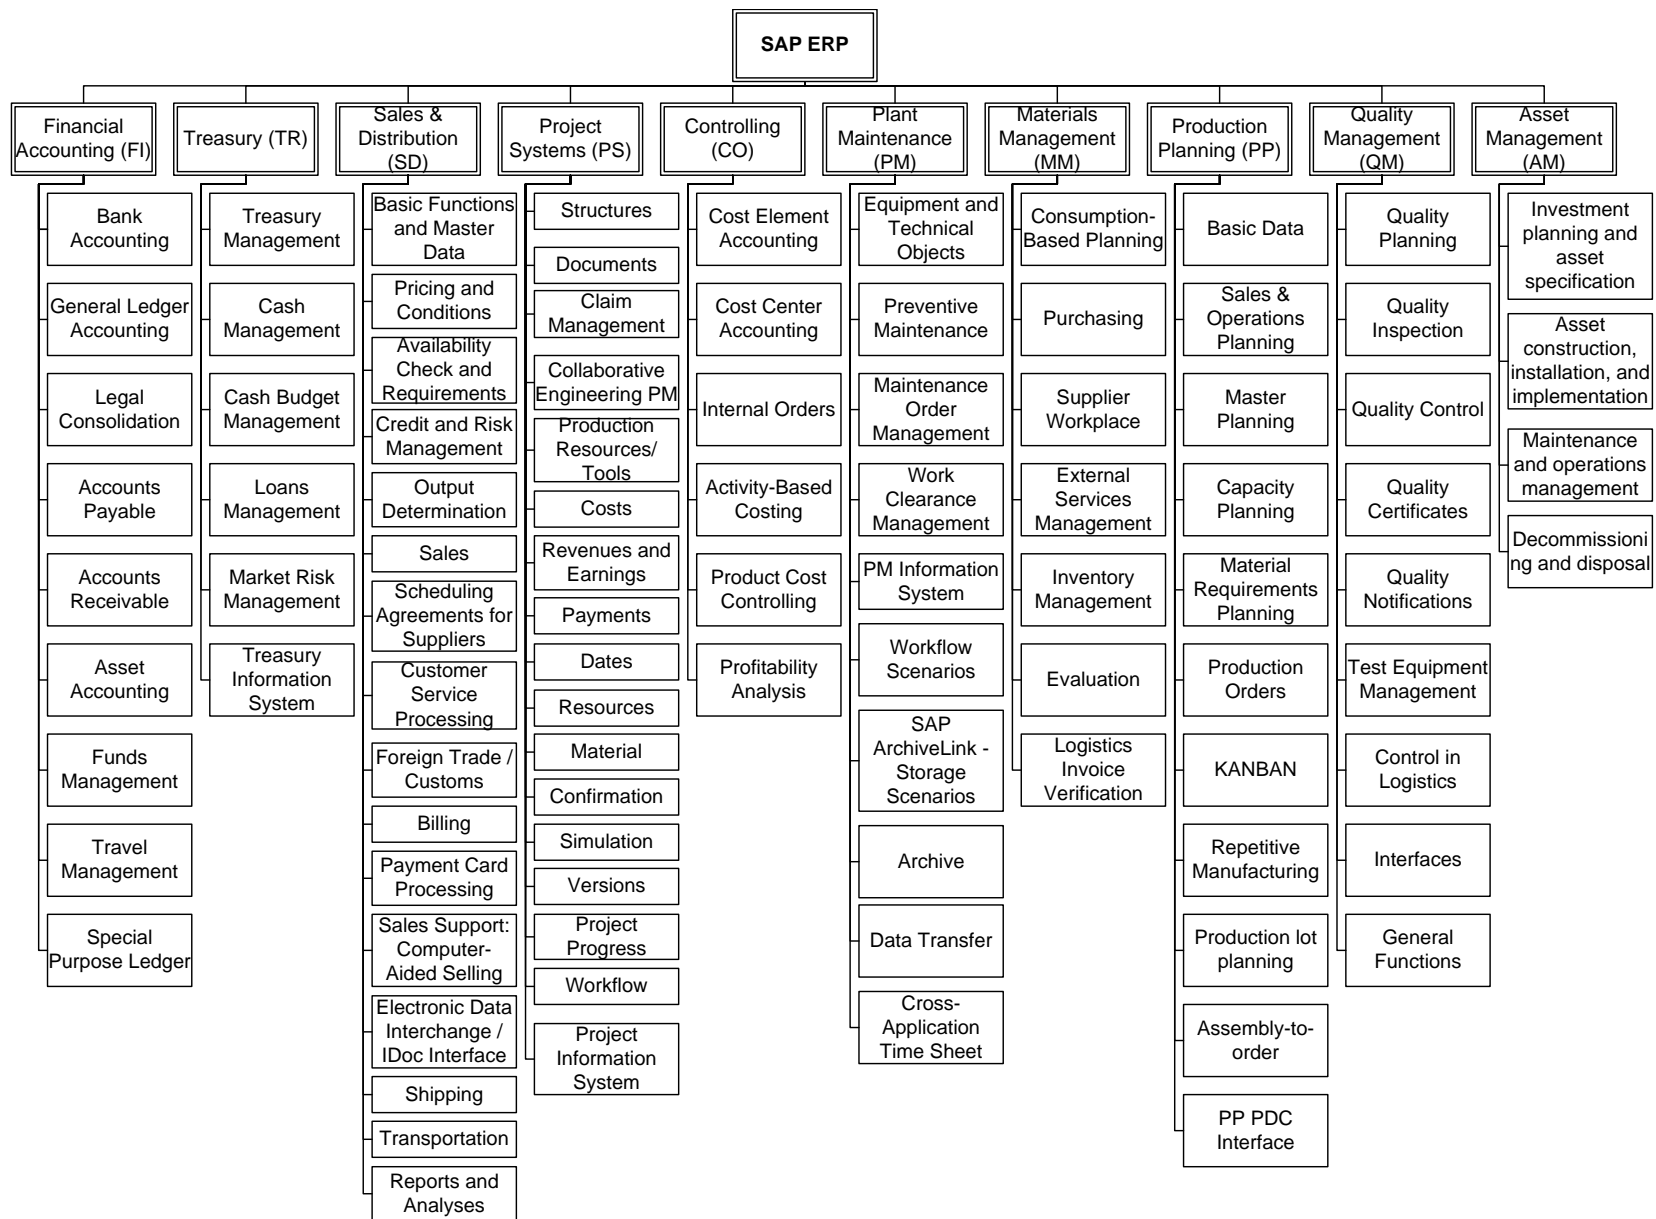 SAP ERP
Financial
Accounting (FI)
Treasury (TR)
Sales &
Distribution
(SD)
Project
Systems (PS)
Controlling
(CO)
Plant
Maintenance
(PM)
Materials
Management
(MM)
Production
Planning (PP)
Quality
Management
(QM)
Asset
Management
(AM)
Bank
Accounting
General Ledger
Accounting
Legal
Consolidation
Accounts
Payable
Accounts
Receivable
Asset
Accounting
Funds
Management
Travel
Management
Special
Purpose Ledger
Treasury
Management
Cash
Management
Cash Budget
Management
Loans
Management
Market Risk
Management
Treasury
Information
System
Basic Functions
and Master
Data
Pricing and
Conditions
Availability
Check and
Requirements
Credit and Risk
Management
Output
Determination
Sales
Scheduling
Agreements for
Suppliers
Customer
Service
Processing
Foreign Trade /
Customs
Billing
Payment Card
Processing
Sales Support:
Computer-
Aided Selling
Electronic Data
Interchange /
IDoc Interface
Shipping
Transportation
Reports and
Analyses
Structures
Documents
Claim
Management
Collaborative
Engineering PM
Production
Resources/
Tools
Costs
Revenues and
Earnings
Payments
Dates
Resources
Material
Confirmation
Simulation
Versions
Project
Progress
Workflow
Project
Information
System
Cost Element
Accounting
Cost Center
Accounting
Internal Orders
Activity-Based
Costing
Product Cost
Controlling
Profitability
Analysis
Equipment and
Technical
Objects
Preventive
Maintenance
Maintenance
Order
Management
Work
Clearance
Management
PM Information
System
Workflow
Scenarios
SAP
ArchiveLink -
Storage
Scenarios
Archive
Data Transfer
Cross-
Application
Time Sheet
Consumption-
Based Planning
Purchasing
Supplier
Workplace
External
Services
Management
Inventory
Management
Evaluation
Logistics
Invoice
Verification
Basic Data
Sales &
Operations
Planning
Master
Planning
Capacity
Planning
Material
Requirements
Planning
Production
Orders
KANBAN
Repetitive
Manufacturing
Production lot
planning
Assembly-to-
order
PP PDC
Interface
Quality
Planning
Quality
Inspection
Quality Control
Quality
Certificates
Quality
Notifications
Test Equipment
Management
Control in
Logistics
Interfaces
General
Functions
Investment
planning and
asset
specification
Asset
construction,
installation, and
implementation
Maintenance
and operations
management
Decommissioni
ng and disposal